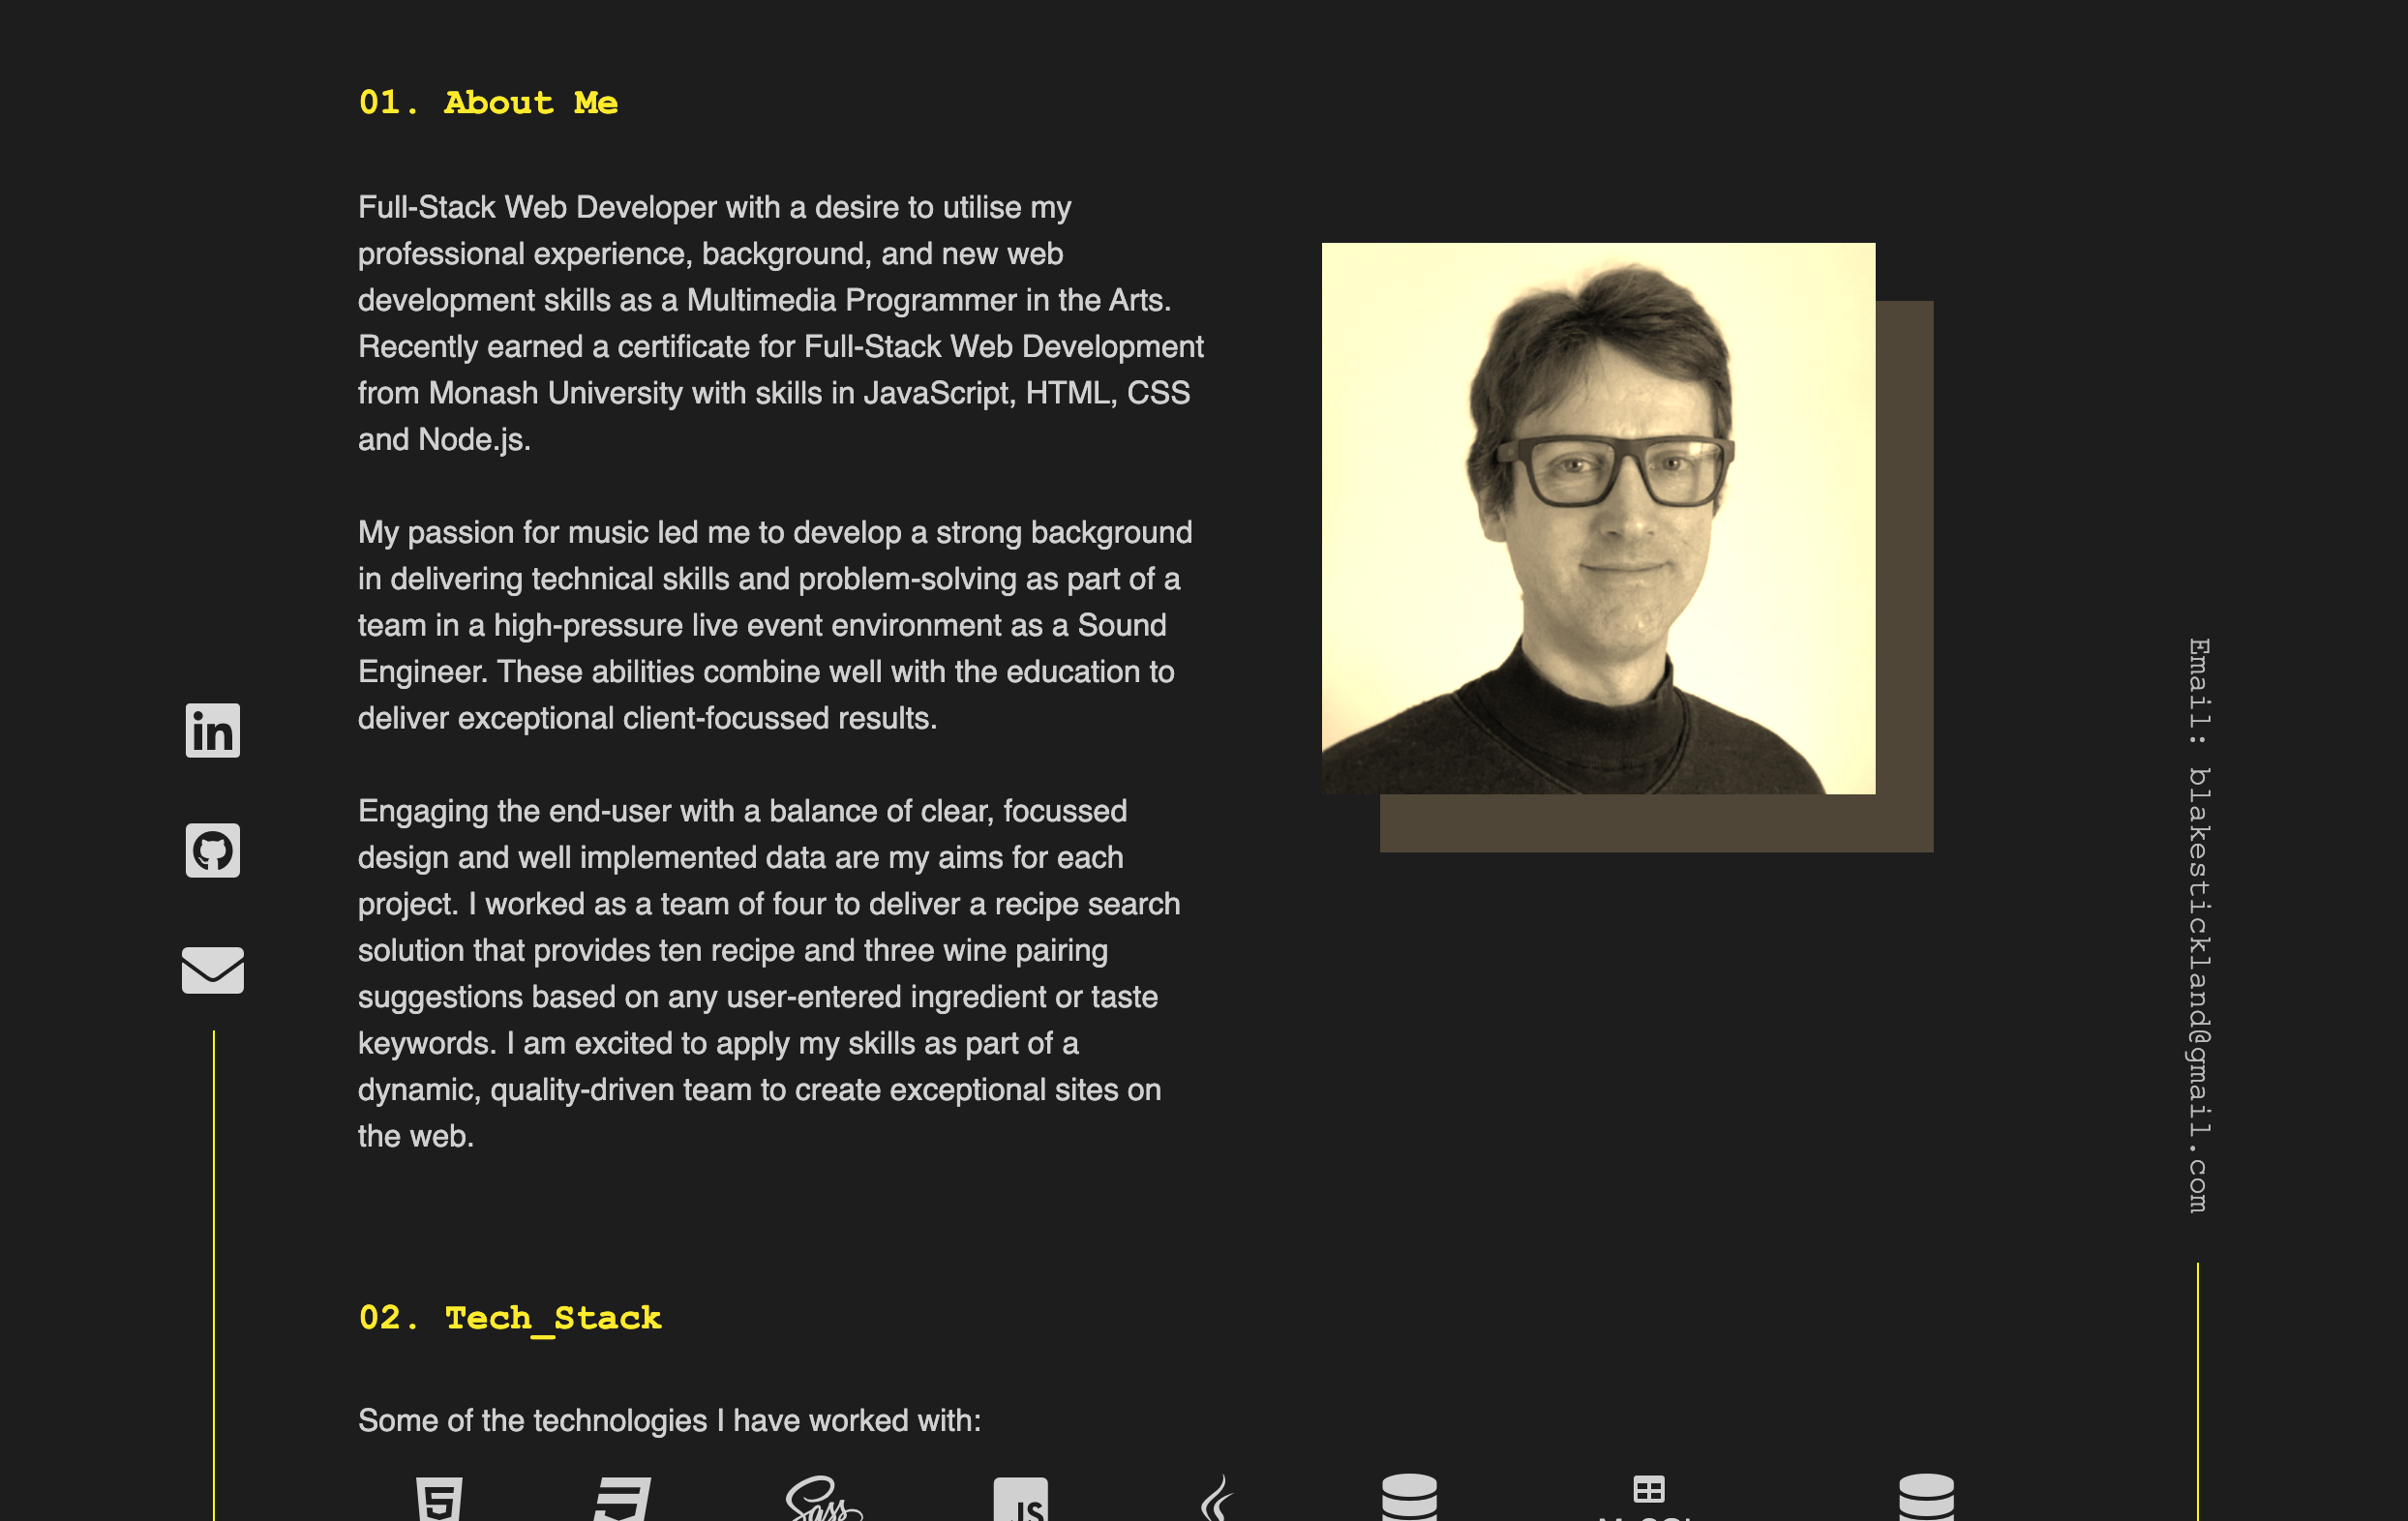 01. About Me
Full-Stack Web Developer with a desire to utilise my
professional experience, background, and new web
development skills as a Multimedia Programmer in the Arts.
Recently earned a certificate for Full-Stack Web Development
from Monash University with skills in JavaScript, HTML, CSS
and Node.js.
My passion for music led me to develop a strong background
in delivering technical skills and problem-solving as part of a
team in a high-pressure live event environment as a Sound
Engineer. These abilities combine well with the education to
deliver exceptional client-focussed results.
Engaging the end-user with a balance of clear, focussed
design and well implemented data are my aims for each
project. I worked as a team of four to deliver a recipe search
solution that provides ten recipe and three wine pairing
suggestions based on any user-entered ingredient or taste
keywords. I am excited to apply my skills as part of a
dynamic, quality-driven team to create exceptional sites on
the web.
in
Email: blakestickland@gmail.com
02. Tech_Stack
Some of the technologies I have worked with:
Sass
JS